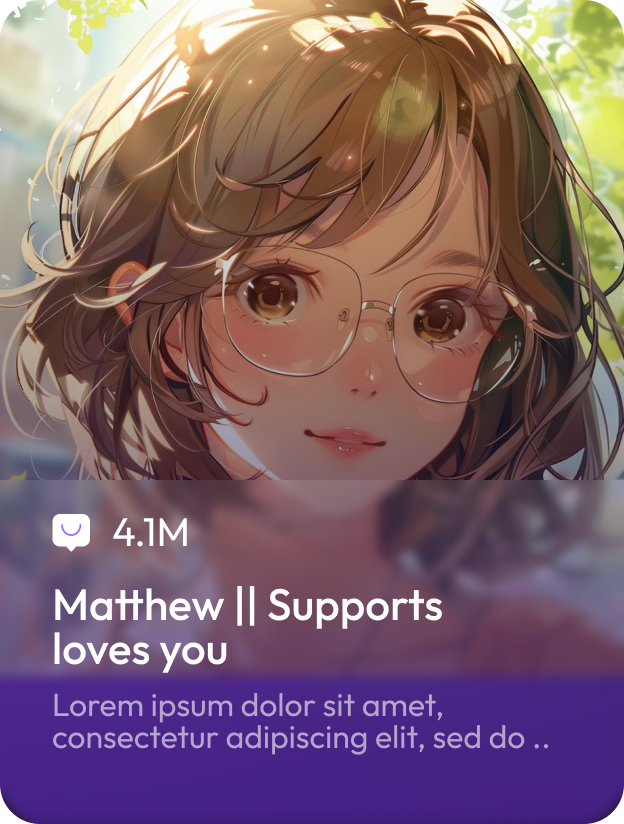 4.1M
Matthew || Supports
loves you
Lorem ipsum dolor sit amet,
consectetur adipiscing elit, sed do ..